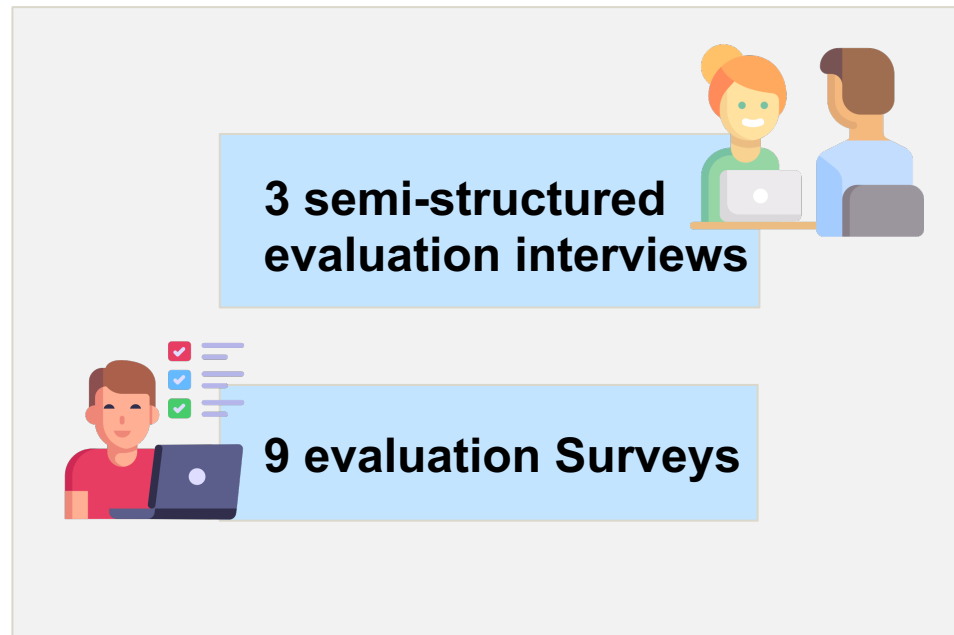 3 semi-structured
evaluation interviews
9 evaluation Surveys